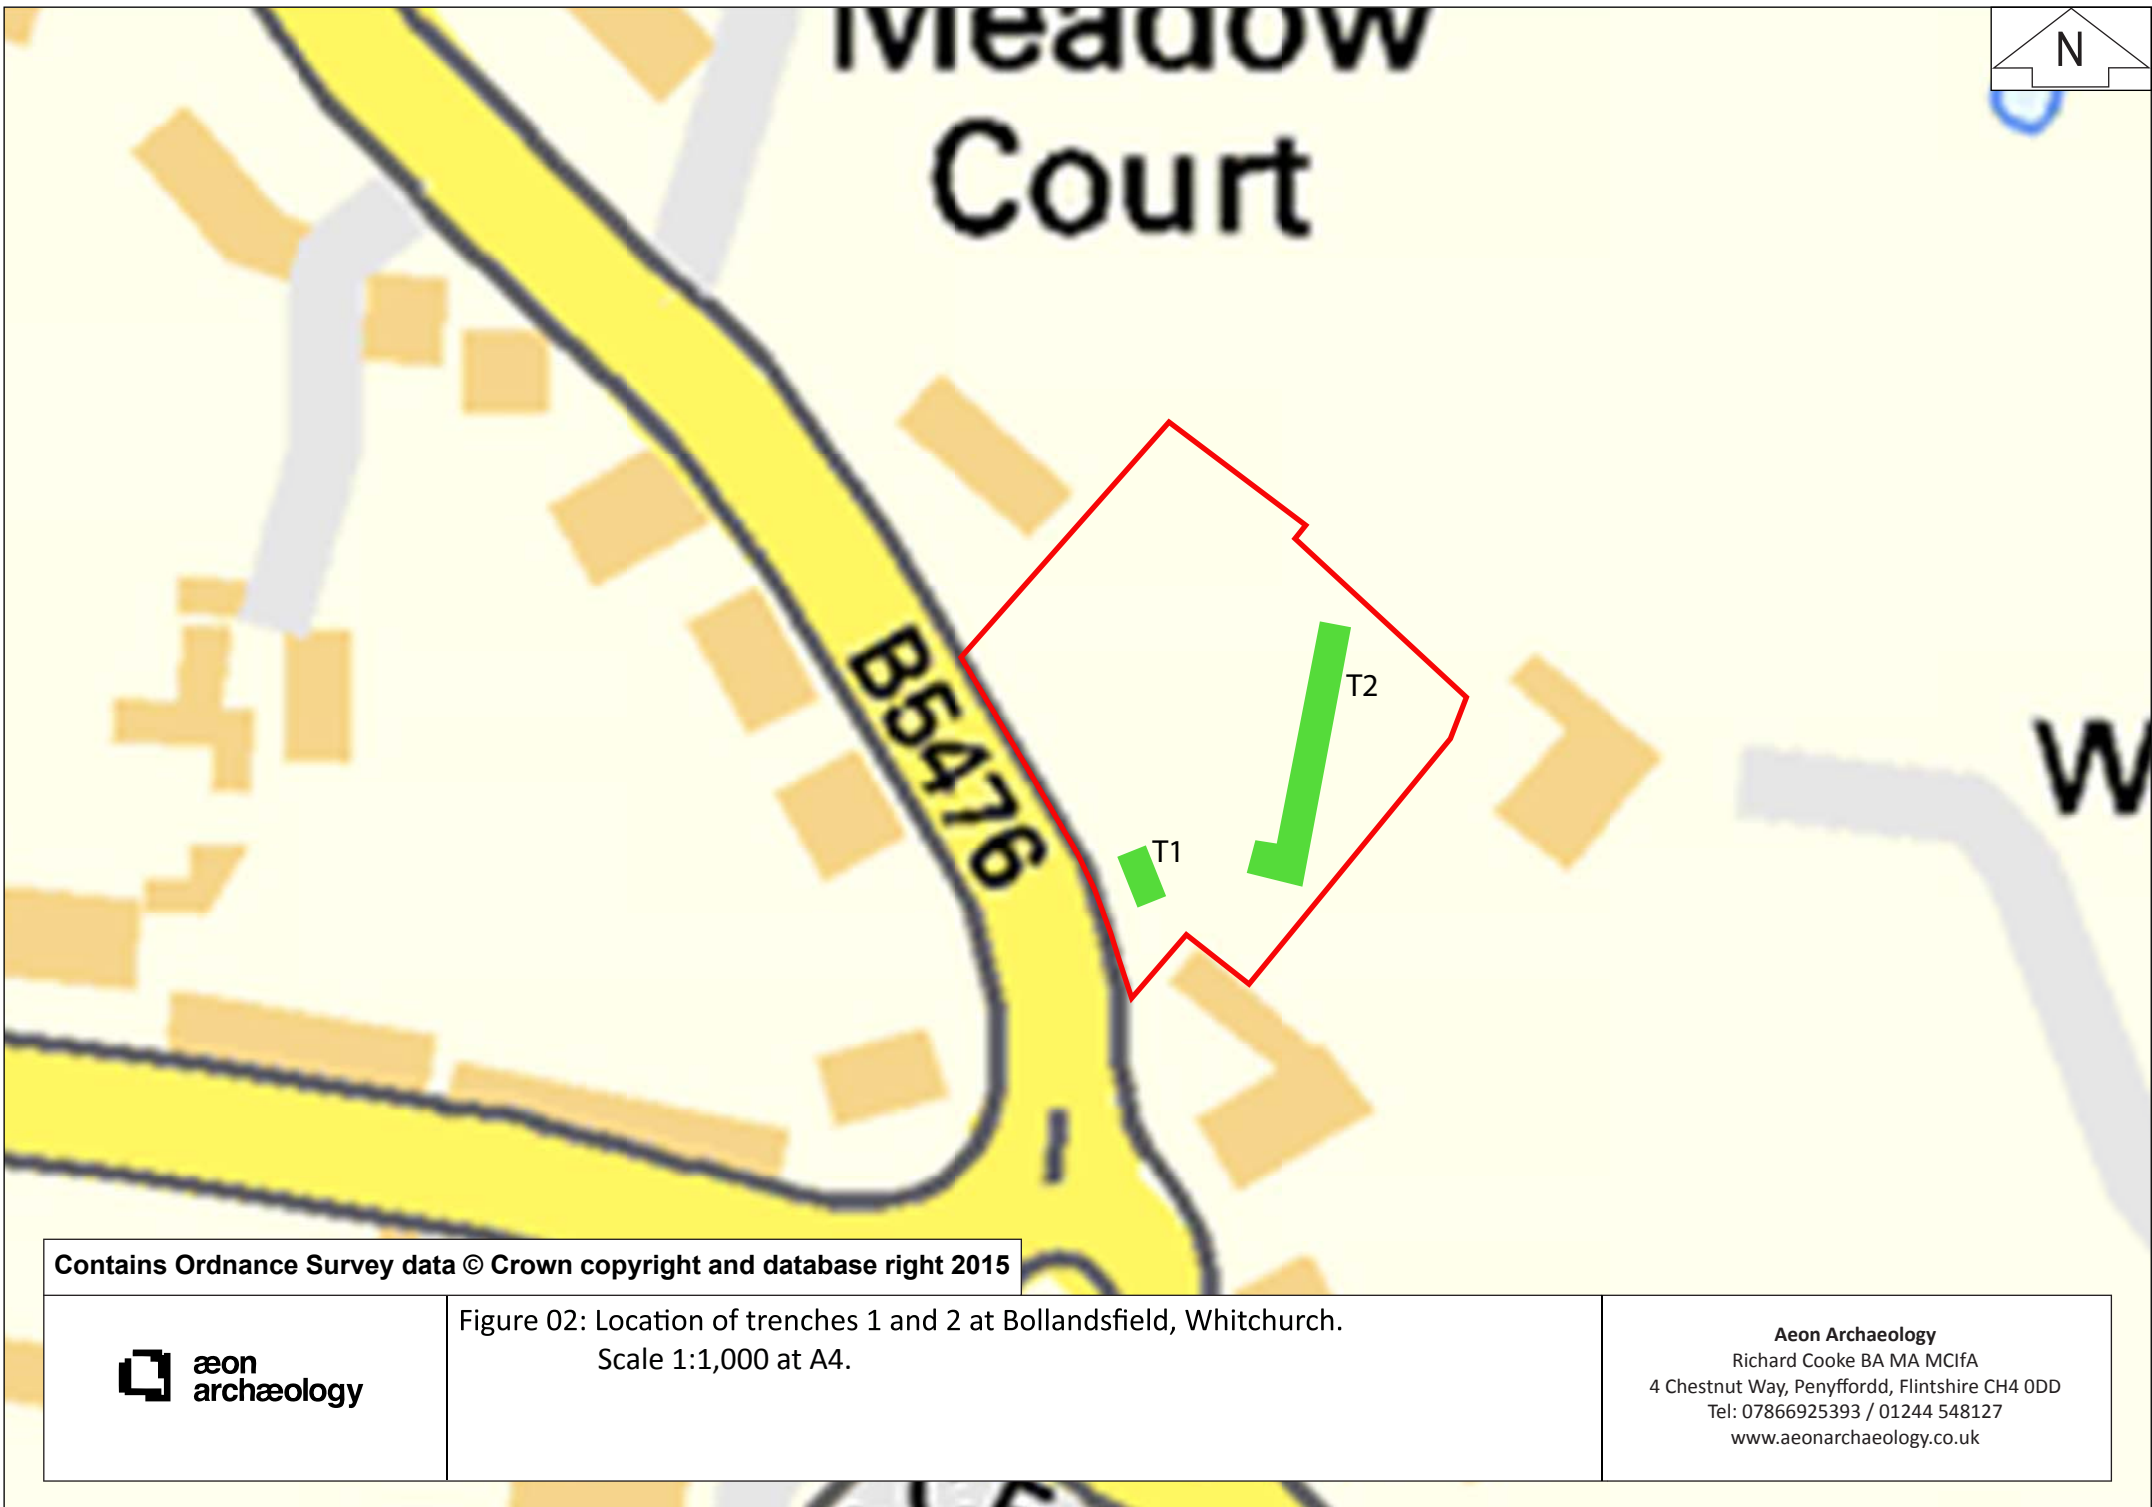 Meadow
Court
N
B5476
T2
T1
W
Contains Ordnance Survey data © Crown copyright and database right 2015
æon
archæology
Figure 02: Location of trenches 1 and 2 at Bollandsfield, Whitchurch.
Scale 1:1,000 at A4.
Aeon Archaeology
Richard Cooke BA MA MCIfA
4 Chestnut Way, Penyffordd, Flintshire CH4 0DD
Tel: 07866925393 / 01244 548127
www.aeonarchaeology.co.uk